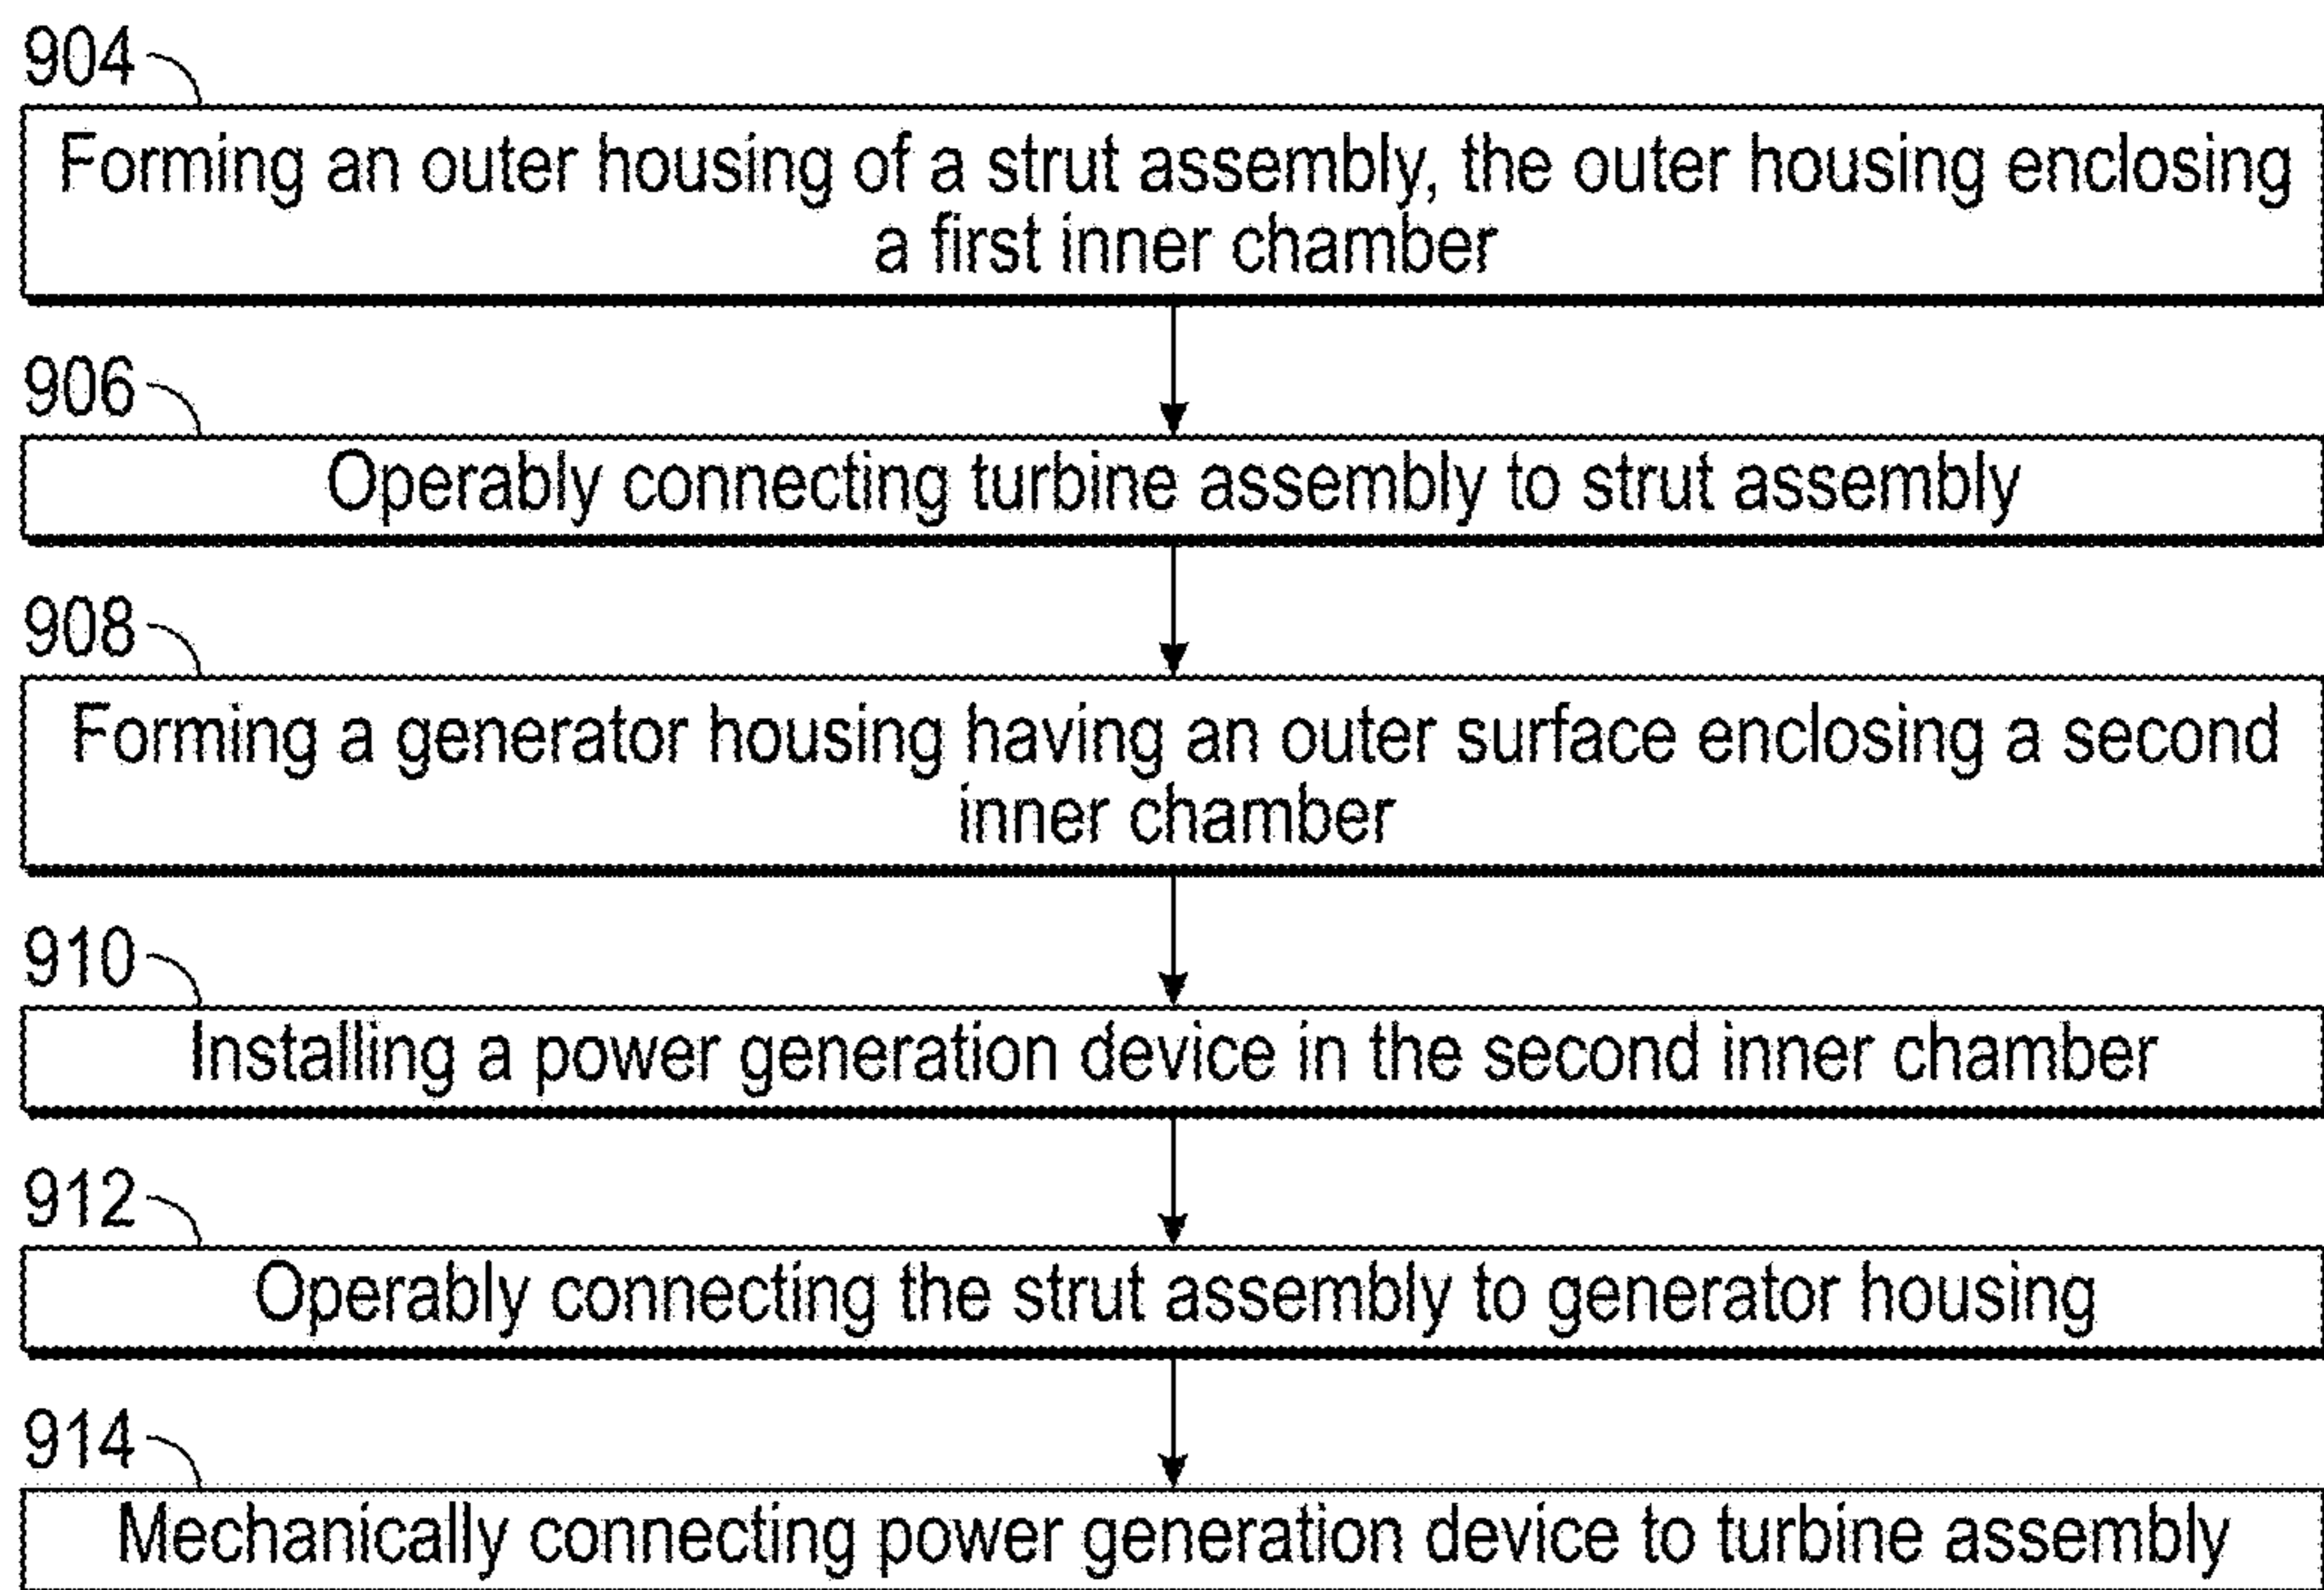 904
Forming an outer housing of a strut assembly, the outer housing enclosing
a first inner chamber
906
Operably connecting turbine assembly to strut assembly
908
Forming a generator housing having an outer surface enclosing a second
inner chamber
910
Installing a power generation device in the second inner chamber
912
Operably connecting the strut assembly to generator housing
914
Mechanically connecting power generation device to turbine assembly